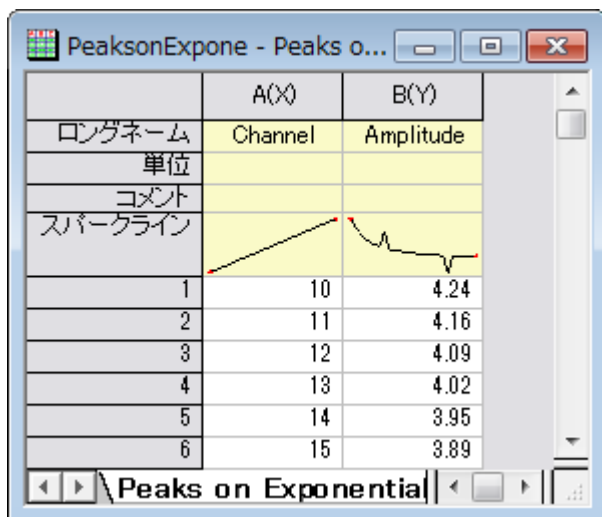 PeaksonExpone - Peaks o...
A(X) B(Y)
ロングネーム Channel Amplitude
単位
コメント
スパークライン
1 10 4.24
2 11 4.16
3 12 4.09
4 13 4.02
5 14 3.95
6 15 3.89
Peaks on Exponential